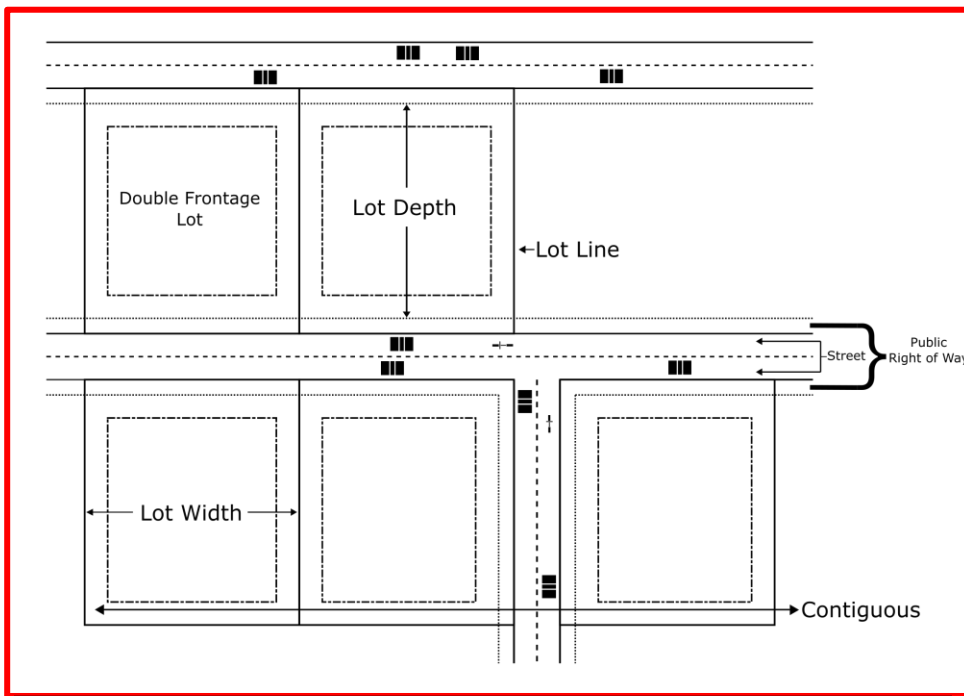 Double Frontage
Lot
Lot Depth
Lot Line
Street
Public
Right of Way
Lot Width
Contiguous